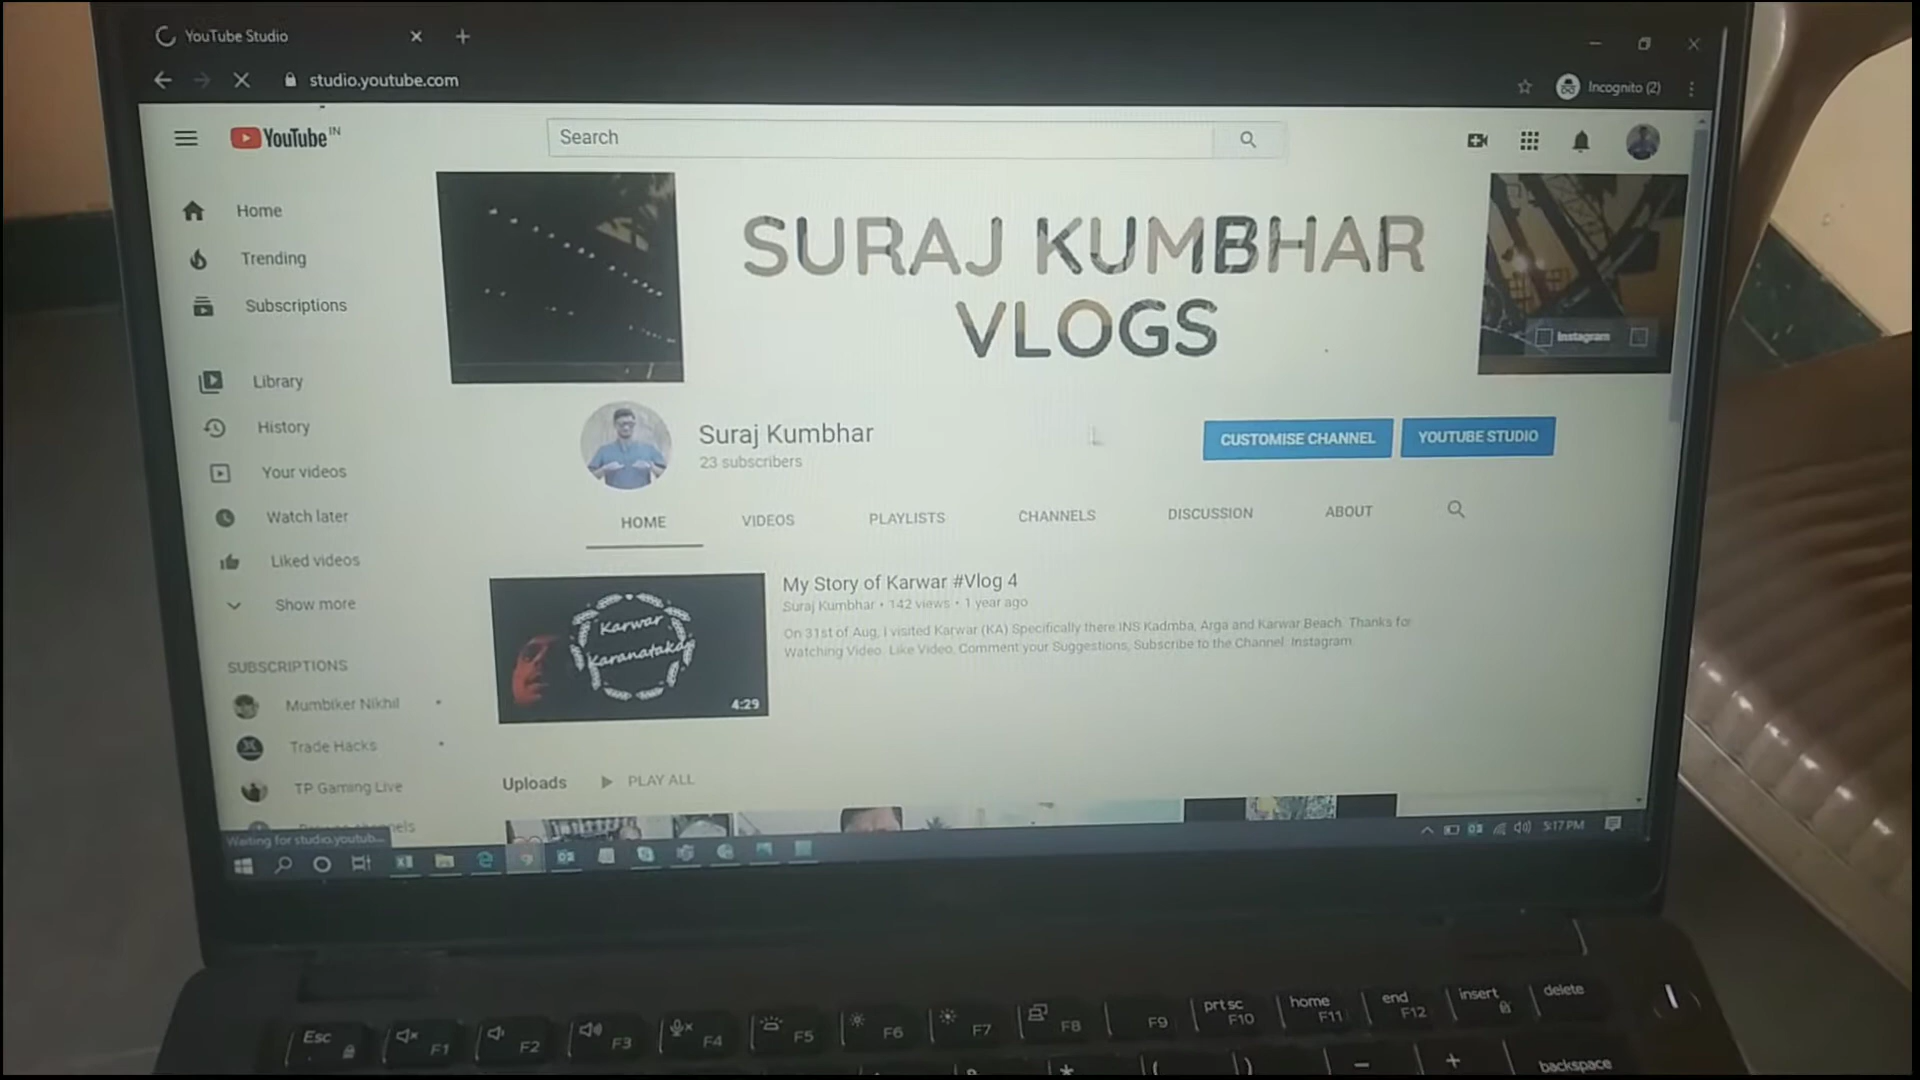 YouTube Studio
studio.youtube.com
Incognito (2)
YouTube IN
Search
Home
Trending
Subscriptions
Library
History
Your videos
Watch later
Liked videos
Show more
SUBSCRIPTIONS
Mumbiker Nikhil
Trade Hacks
TP Gaming Live
SURAJ KUMBHAR
VLOGS
Instagram
Suraj Kumbhar
23 subscribers
CUSTOMISE CHANNEL
YOUTUBE STUDIO
HOME
VIDEOS
PLAYLISTS
CHANNELS
DISCUSSION
ABOUT
Karwar
Karanataka
4:29
My Story of Karwar #Vlog 4
Suraj Kumbhar • 142 views • 1 year ago
On 31st of Aug, I visited Karwar (KA) Specifically there INS Kadmba, Arga and Karwar Beach. Thanks for
Watching Video. Like Video, Comment your Suggestions, Subscribe to the Channel. Instagram
Uploads
PLAY ALL
Waiting for studio.youtub...
5:17 PM
Esc
F1
F2
F3
F4
F5
F6
F7
F8
F9
prt sc
F10
home
F11
end
F12
insert
delete
backspace